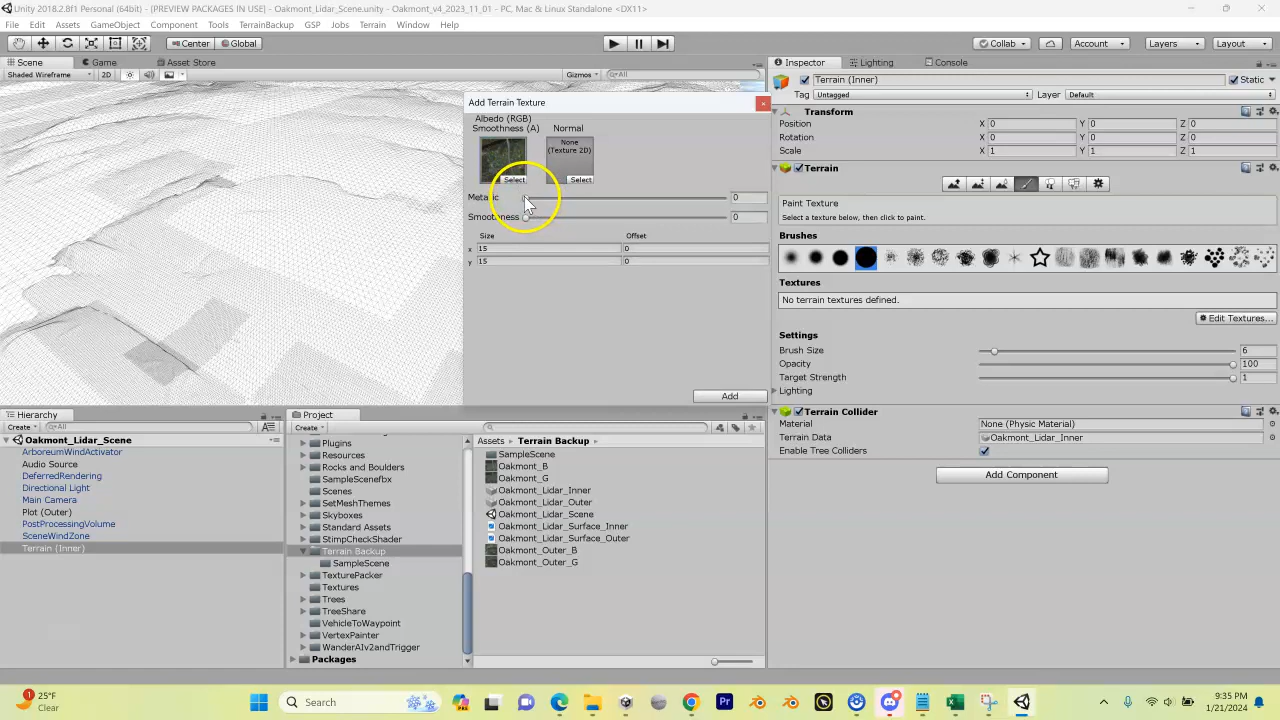 Unity 2018.2.8f1 Personal (64bit) - [PREVIEW PACKAGES IN USE] - Oakmont_Lidar_Scene.unity - Oakmont_v4_2023_11_01 - PC, Mac & Linux Standalone <DX11>
File Edit Assets GameObject Component Tools TerrainBackup GSP Jobs Terrain Window Help
Center Global Collab Account Layers Layout
Scene Game Asset Store Inspector Lighting Console
Shaded Wireframe 2D Gizmos All
Terrain (Inner) Static
Tag Untagged Layer Default
Transform
Position X 0 Y 0 Z 0
Rotation X 0 Y 0 Z 0
Scale X 1 Y 1 Z 1
Terrain
Paint Texture
Select a texture below, then click to paint.
Brushes
Textures
No terrain textures defined.
Edit Textures...
Settings
Brush Size 6
Opacity 100
Target Strength 1
Lighting
Terrain Collider
Material None (Physic Material)
Terrain Data Oakmont_Lidar_Inner
Enable Tree Colliders
Add Component
Add Terrain Texture
Albedo (RGB)
Smoothness (A) Normal
None
(Texture 2D)
Select Select
Metallic 0
Smoothness 0
Size Offset
x 15 0
y 15 0
Add
Hierarchy
Create All
Oakmont_Lidar_Scene
ArboreumWindActivator
Audio Source
DeferredRendering
Directional Light
Main Camera
Plot (Outer)
PostProcessingVolume
SceneWindZone
Terrain (Inner)
Project
Create
Plugins
Resources
Rocks and Boulders
SampleScenefbx
Scenes
SetMeshThemes
Skyboxes
Standard Assets
StimpCheckShader
Terrain Backup
SampleScene
TexturePacker
Textures
Trees
TreeShare
VehicleToWaypoint
VertexPainter
WanderAIv2andTrigger
Packages
Assets Terrain Backup
SampleScene
Oakmont_B
Oakmont_G
Oakmont_Lidar_Inner
Oakmont_Lidar_Outer
Oakmont_Lidar_Scene
Oakmont_Lidar_Surface_Inner
Oakmont_Lidar_Surface_Outer
Oakmont_Outer_B
Oakmont_Outer_G
1
25°F
Clear
Search
Pr
9:35 PM
1/21/2024